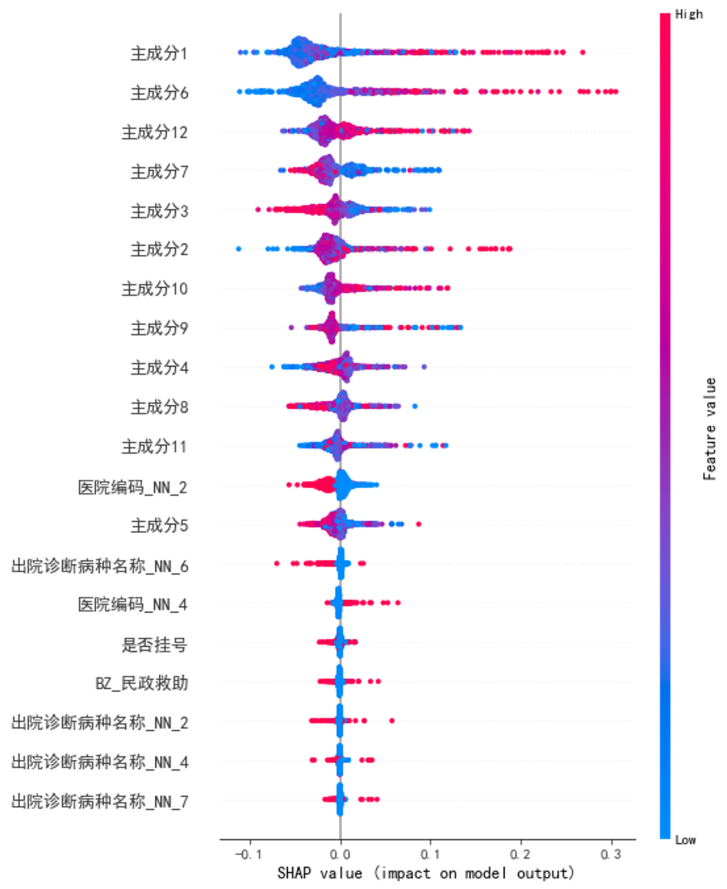 High
主成分1
主成分6
主成分12
主成分7
主成分3
主成分2
主成分10
主成分9
主成分4
主成分8
主成分11
医院编码_NN_2
主成分5
出院诊断病种名称_NN_6
医院编码_NN_4
是否挂号
BZ_民政救助
出院诊断病种名称_NN_2
出院诊断病种名称_NN_4
出院诊断病种名称_NN_7
Feature value
Low
-0.1 0.0 0.1 0.2 0.3
SHAP value (impact on model output)